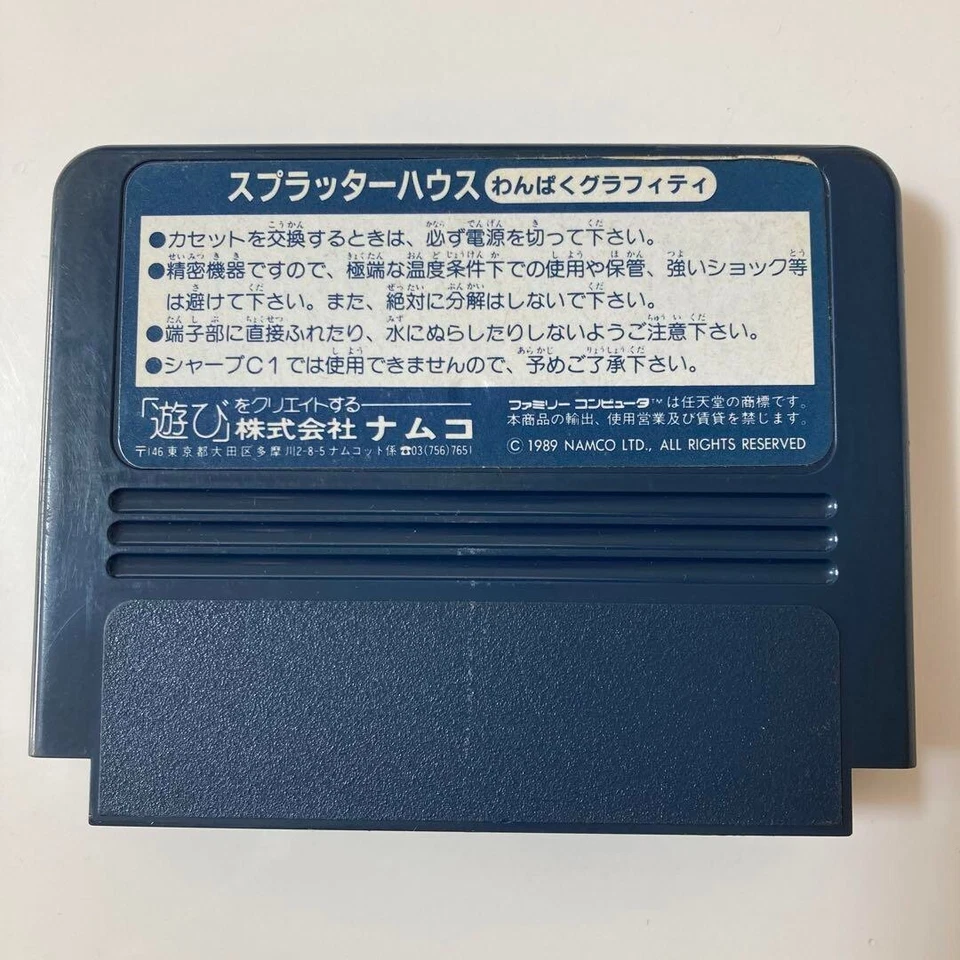 スプラッターハウス わんぱくグラフィティ
●カセットを交換するときは、必ず電源を切って下さい。
●精密機器ですので、極端な温度条件下での使用や保管、強いショック等
は避けて下さい。また、絶対に分解はしないで下さい。
●端子部に直接ふれたり、水にぬらしたりしないようご注意下さい。
●シャープC1では使用できませんので、予めご了承下さい。
「遊び」をクリエイトする
株式会社 ナムコ
〒146 東京都大田区多摩川2-8-5 ナムコット係 ☎03(756)7651
ファミリーコンピュータ™は任天堂の商標です。
本商品の輸出、使用営業及び賃貸を禁じます。
© 1989 NAMCO LTD., ALL RIGHTS RESERVED